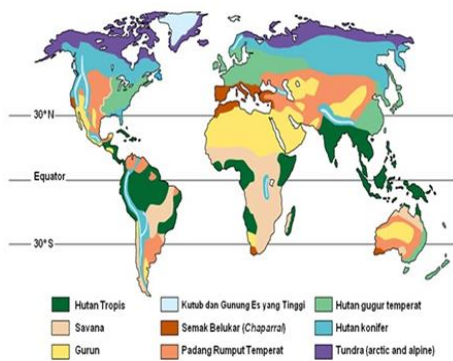 30°N
Equator
30°S
Hutan Tropis
Kutub dan Gunung Es yang Tinggi
Hutan gugur temperat
Savana
Semak Belukar (Chaparral)
Hutan konifer
Gurun
Padang Rumput Temperat
Tundra (arctic and alpine)